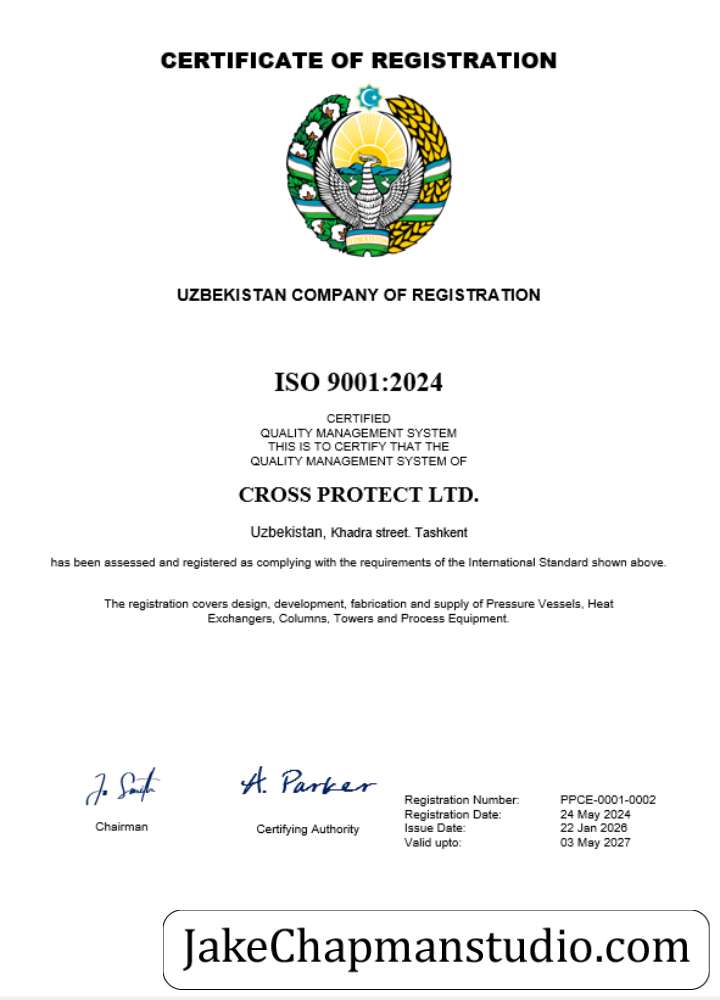 CERTIFICATE OF REGISTRATION
UZBEKISTAN COMPANY OF REGISTRATION
ISO 9001:2024
CERTIFIED
QUALITY MANAGEMENT SYSTEM
THIS IS TO CERTIFY THAT THE
QUALITY MANAGEMENT SYSTEM OF
CROSS PROTECT LTD.
Uzbekistan, Khadra street. Tashkent
has been assessed and registered as complying with the requirements of the International Standard shown above.
The registration covers design, development, fabrication and supply of Pressure Vessels, Heat
Exchangers, Columns, Towers and Process Equipment.
Jo Smith
Chairman
A. Parker
Certifying Authority
Registration Number: PPCE-0001-0002
Registration Date: 24 May 2024
Issue Date: 22 Jan 2026
Valid upto: 03 May 2027
JakeChapmanstudio.com